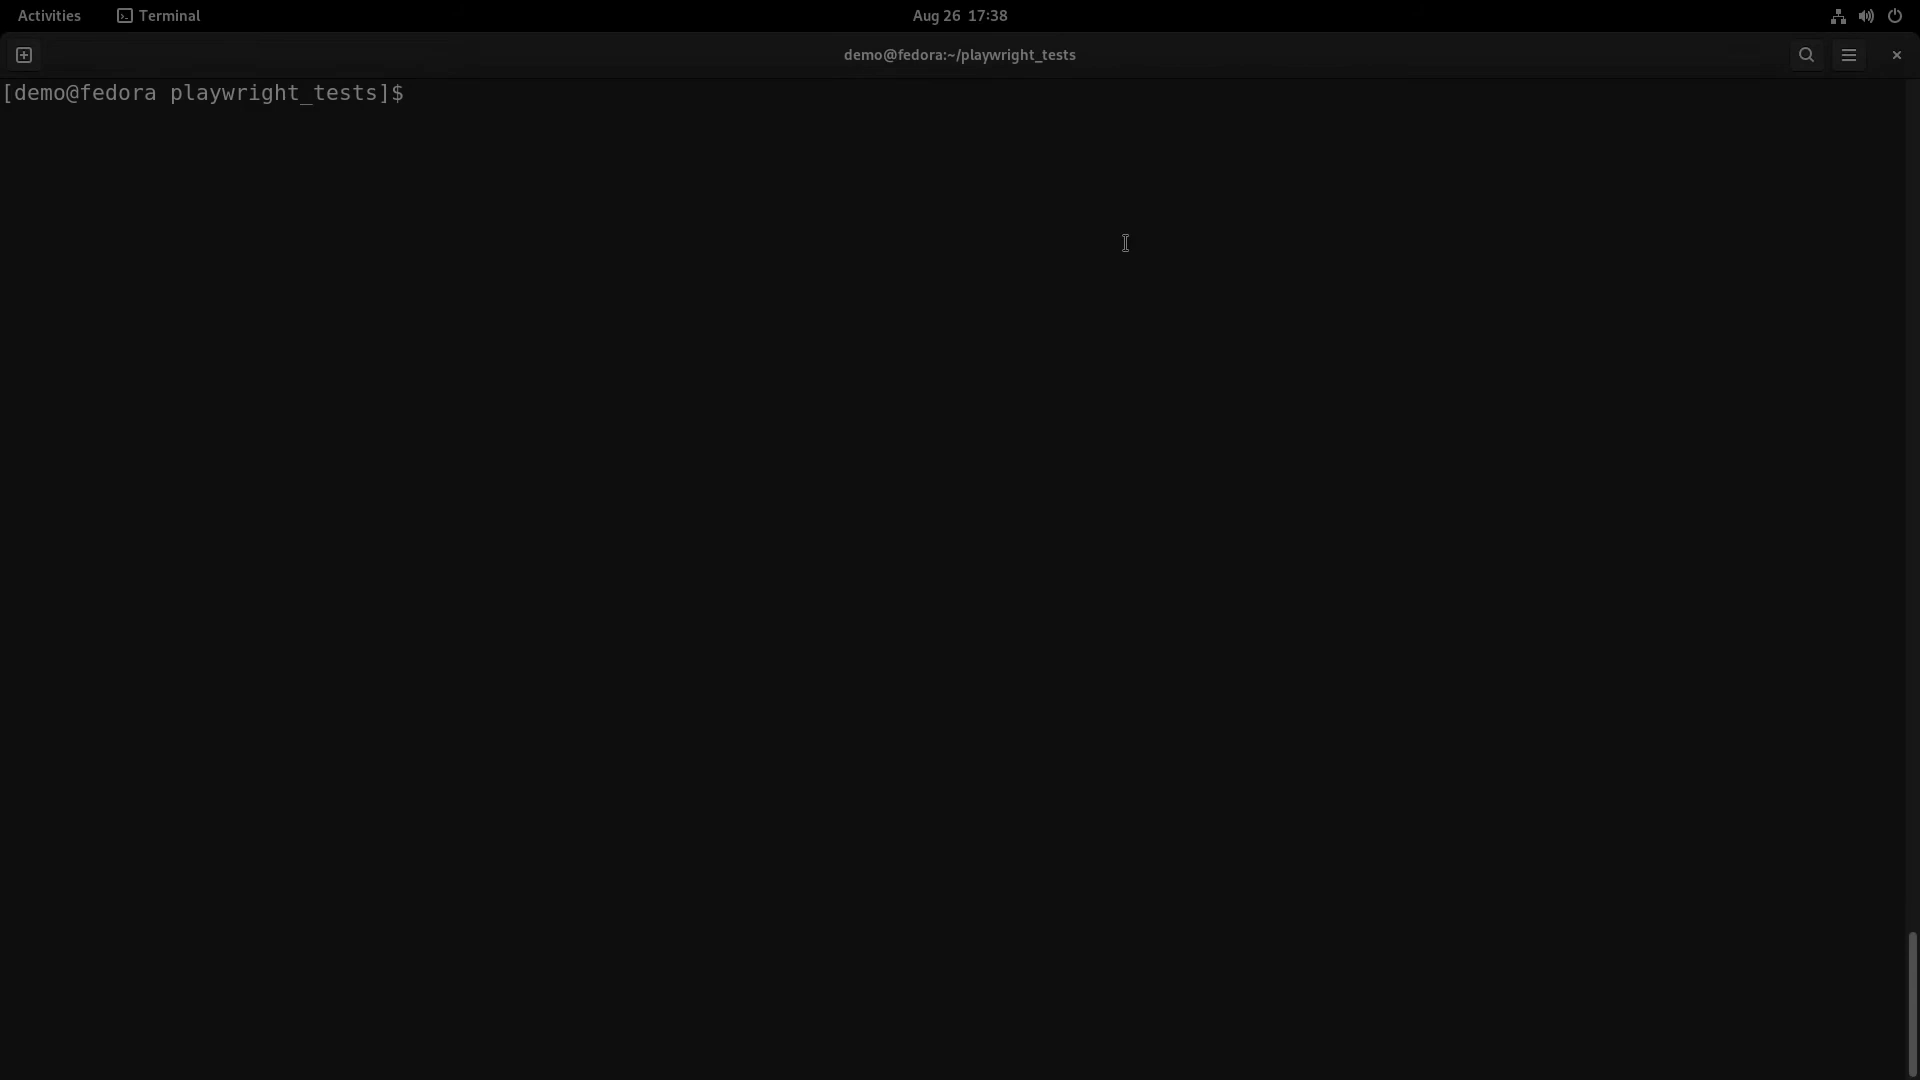 Activities Terminal Aug 26 17:38
demo@fedora:~/playwright_tests
[demo@fedora playwright_tests]$